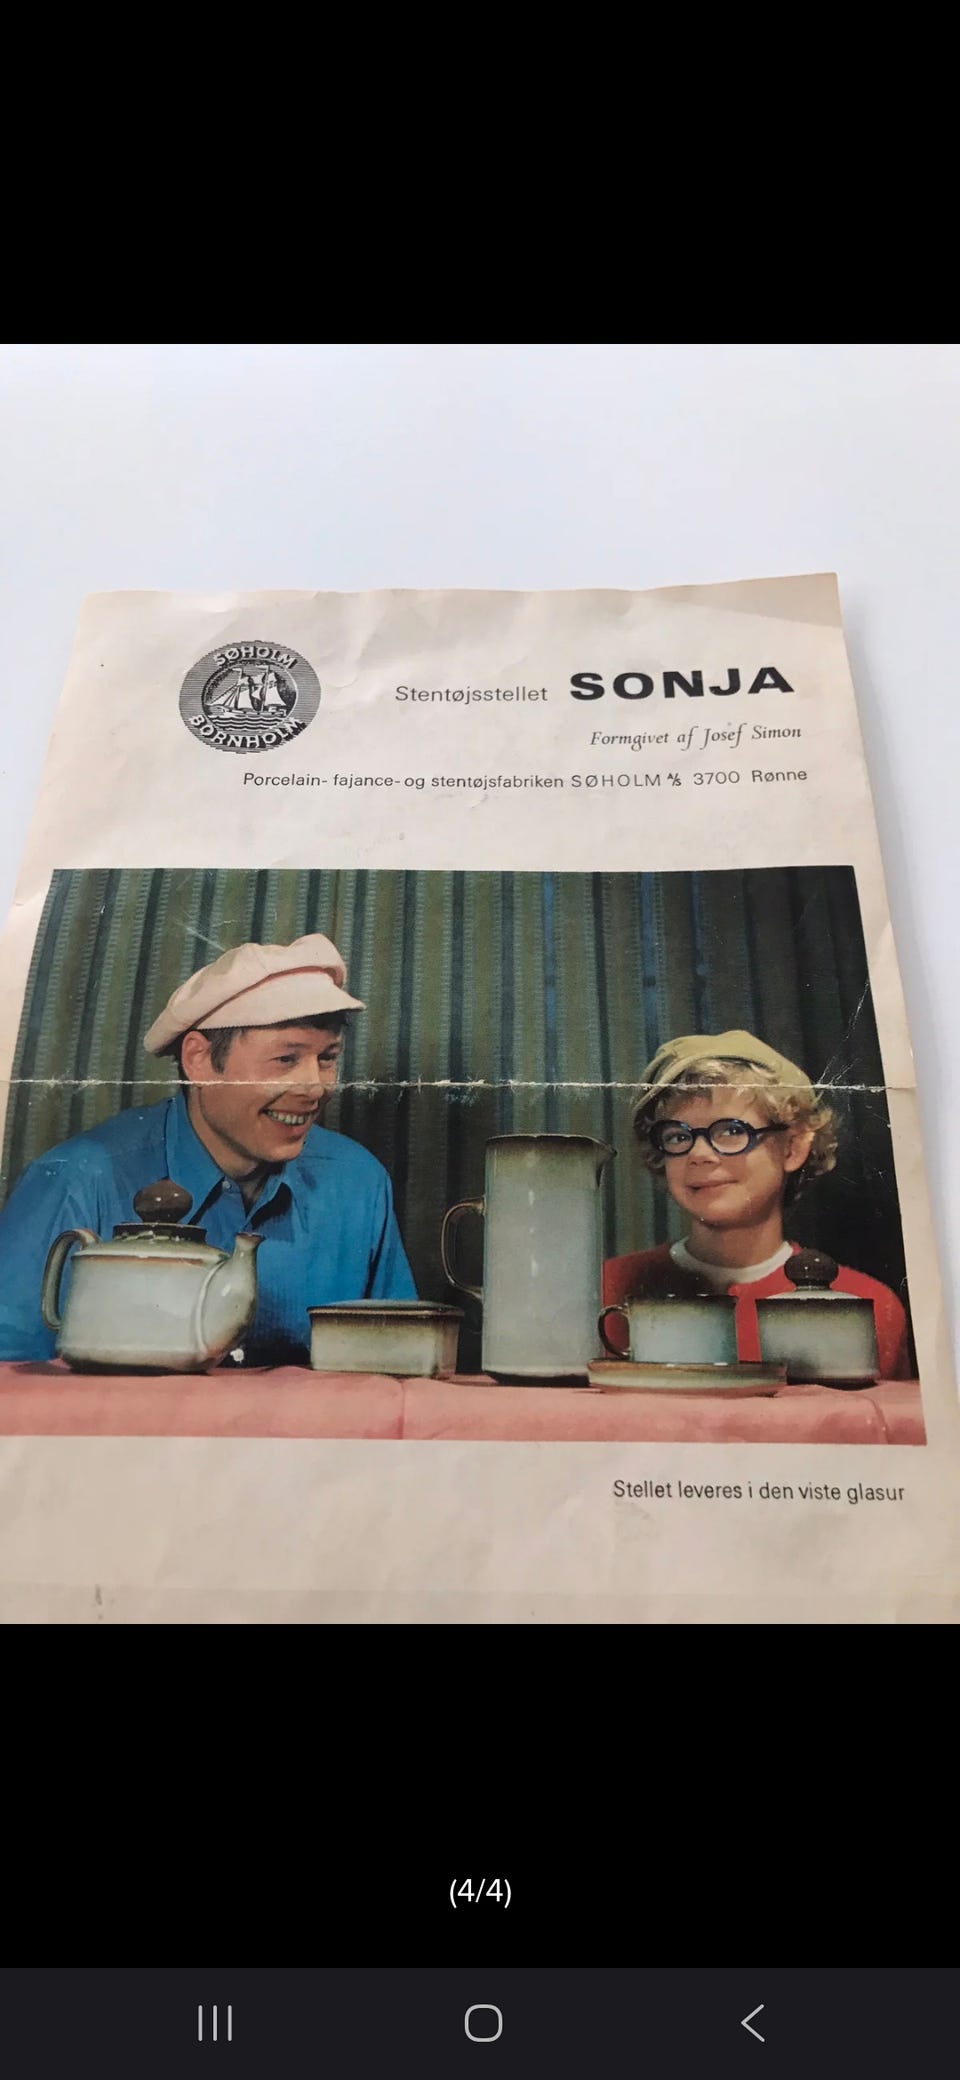 SØHOLM
BORNHOLM
Stentøjsstellet SONJA
Formgivet af Josef Simon
Porcelain- fajance- og stentøjsfabriken SØHOLM A/S 3700 Rønne
Stellet leveres i den viste glasur
(4/4)